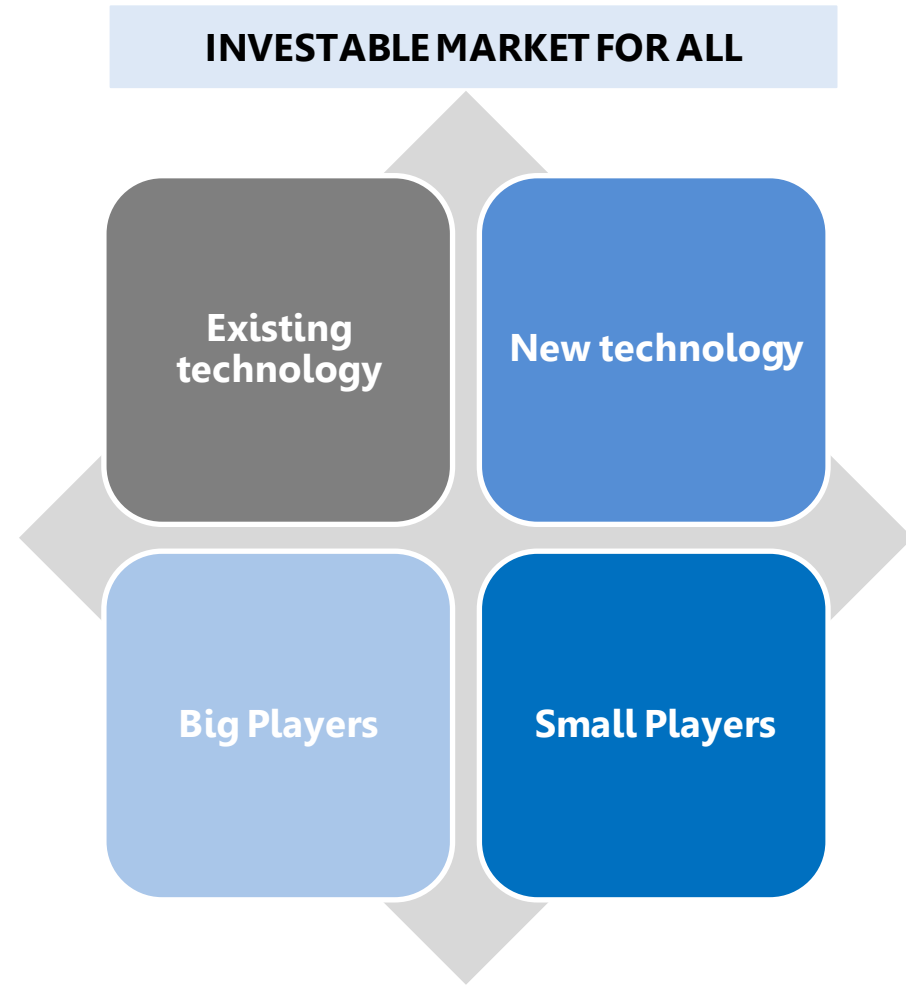 INVESTABLE MARKET FOR ALL
Existing
technology
New technology
Big Players
Small Players